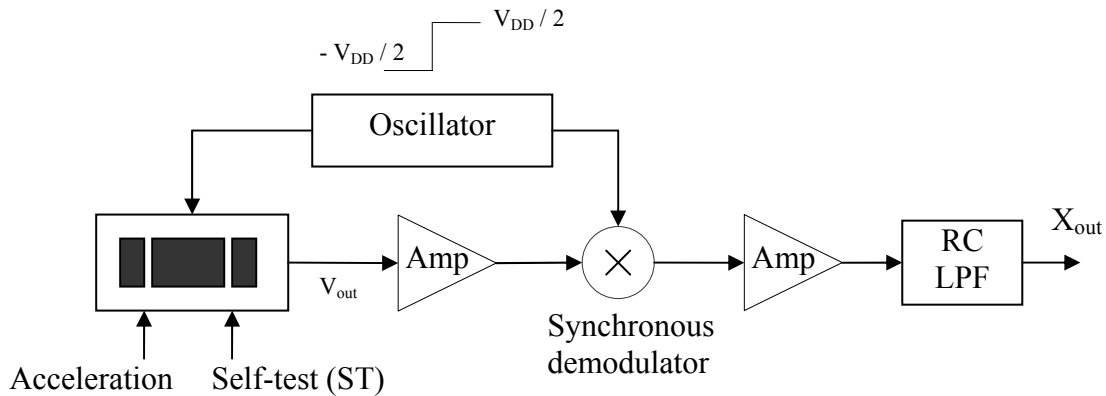 V_DD / 2
- V_DD / 2
Oscillator
Amp
V_out
Amp
RC
LPF
X_out
Synchronous
demodulator
Acceleration
Self-test (ST)